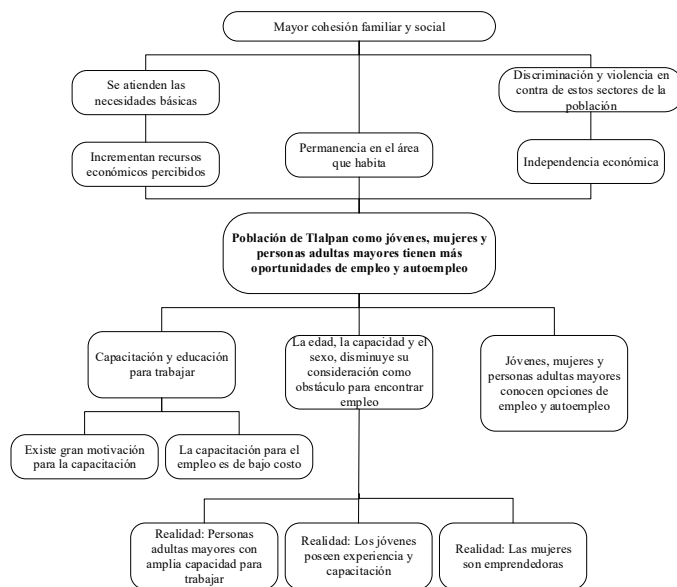 Mayor cohesión familiar y social
Se atienden las
necesidades básicas
Discriminación y violencia en
contra de estos sectores de la
población
Incrementan recursos
económicos percibidos
Permanencia en el área
que habita
Independencia económica
Población de Tlalpan como jóvenes, mujeres y
personas adultas mayores tienen más
oportunidades de empleo y autoempleo
Capacitación y educación
para trabajar
La edad, la capacidad y el
sexo, disminuye su
consideración como
obstáculo para encontrar
empleo
Jóvenes, mujeres y
personas adultas mayores
conocen opciones de
empleo y autoempleo
Existe gran motivación
para la capacitación
La capacitación para el
empleo es de bajo costo
Realidad: Personas
adultas mayores con
amplia capacidad para
trabajar
Realidad: Los jóvenes
poseen experiencia y
capacitación
Realidad: Las mujeres
son emprendedoras